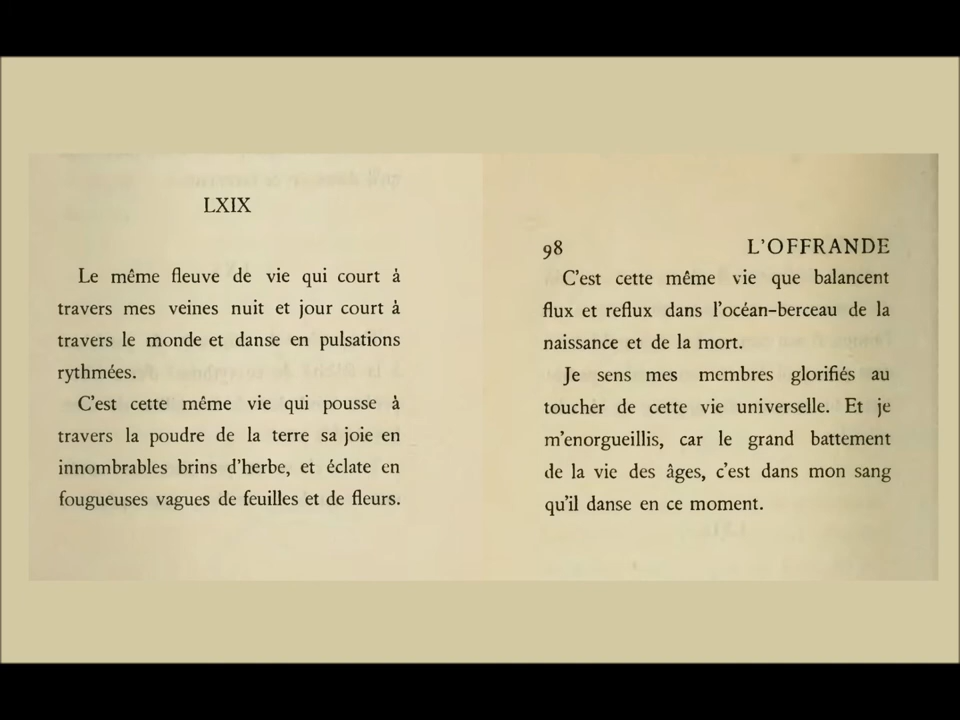 LXIX
Le même fleuve de vie qui court à
travers mes veines nuit et jour court à
travers le monde et danse en pulsations
rythmées.
C'est cette même vie qui pousse à
travers la poudre de la terre sa joie en
innombrables brins d'herbe, et éclate en
fougueuses vagues de feuilles et de fleurs.
98 L'OFFRANDE
C'est cette même vie que balancent
flux et reflux dans l'océan-berceau de la
naissance et de la mort.
Je sens mes membres glorifiés au
toucher de cette vie universelle. Et je
m'enorgueillis, car le grand battement
de la vie des âges, c'est dans mon sang
qu'il danse en ce moment.